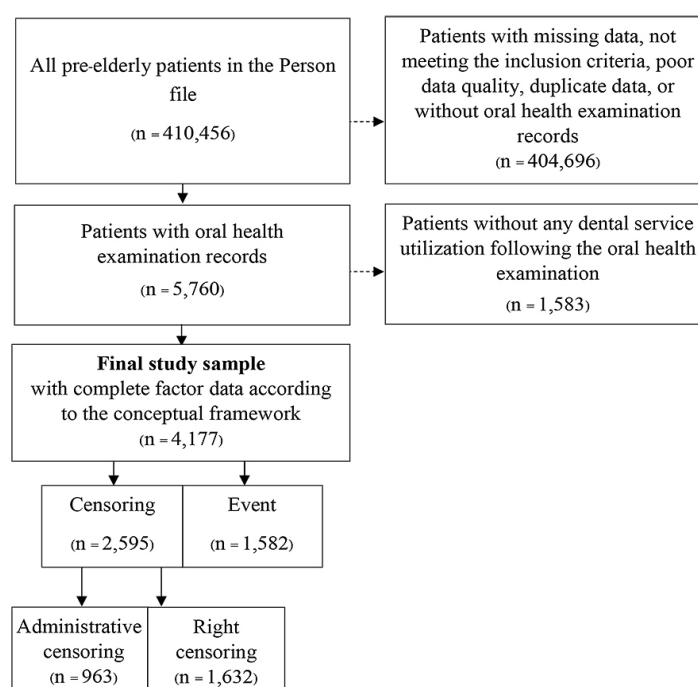 All pre-elderly patients in the Person
file
(n = 410,456)
Patients with missing data, not
meeting the inclusion criteria, poor
data quality, duplicate data, or
without oral health examination
records
(n = 404,696)
Patients with oral health
examination records
(n = 5,760)
Patients without any dental service
utilization following the oral health
examination
(n = 1,583)
Final study sample
with complete factor data according
to the conceptual framework
(n = 4,177)
Censoring
(n = 2,595)
Event
(n = 1,582)
Administrative
censoring
(n = 963)
Right
censoring
(n = 1,632)